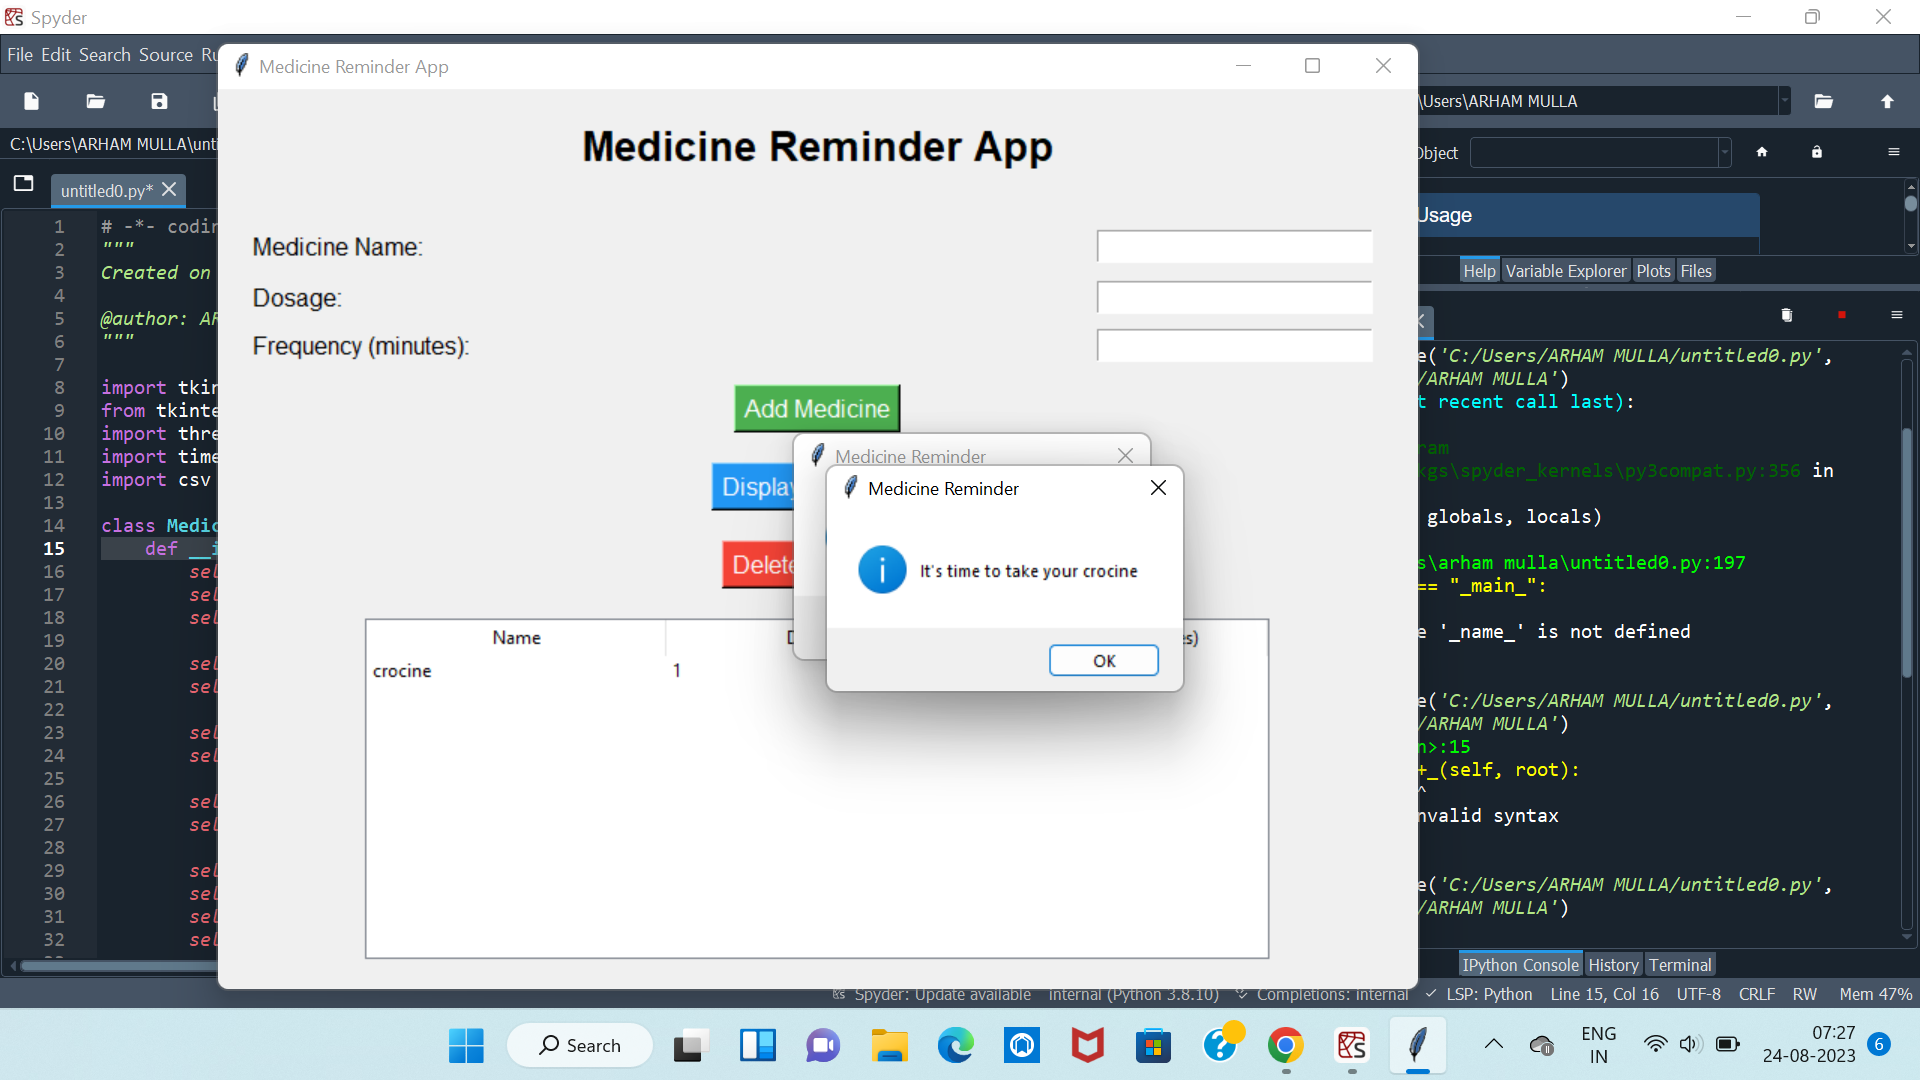 Spyder
File Edit Search Source Ru
Medicine Reminder App
\Users\ARHAM MULLA
C:\Users\ARHAM MULLA\unti
Object
untitled0.py*
Usage
Help Variable Explorer Plots Files
Medicine Reminder App
Medicine Name:
Dosage:
Frequency (minutes):
Add Medicine
Display
Delete
Medicine Reminder
Medicine Reminder
It's time to take your crocine
OK
Name D es)
crocine 1
1 # -*- codin
2 """
3 Created on
4
5 @author: AR
6 """
7
8 import tkin
9 from tkinte
10 import thre
11 import time
12 import csv
13
14 class Medic
15 def __i
16 sel
17 sel
18 sel
19
20 sel
21 sel
22
23 sel
24 sel
25
26 sel
27 sel
28
29 sel
30 sel
31 sel
32 sel
e('C:/Users/ARHAM MULLA/untitled0.py',
/ARHAM MULLA')
t recent call last):
ram
kgs\spyder_kernels\py3compat.py:356 in
globals, locals)
s\arham mulla\untitled0.py:197
== "_main_":
e '_name_' is not defined
e('C:/Users/ARHAM MULLA/untitled0.py',
/ARHAM MULLA')
n>:15
+_(self, root):
^
nvalid syntax
e('C:/Users/ARHAM MULLA/untitled0.py',
/ARHAM MULLA')
IPython Console History Terminal
Spyder: Update available Internal (Python 3.8.10) Completions: Internal LSP: Python Line 15, Col 16 UTF-8 CRLF RW Mem 47%
Search
ENG
IN
07:27
24-08-2023
6